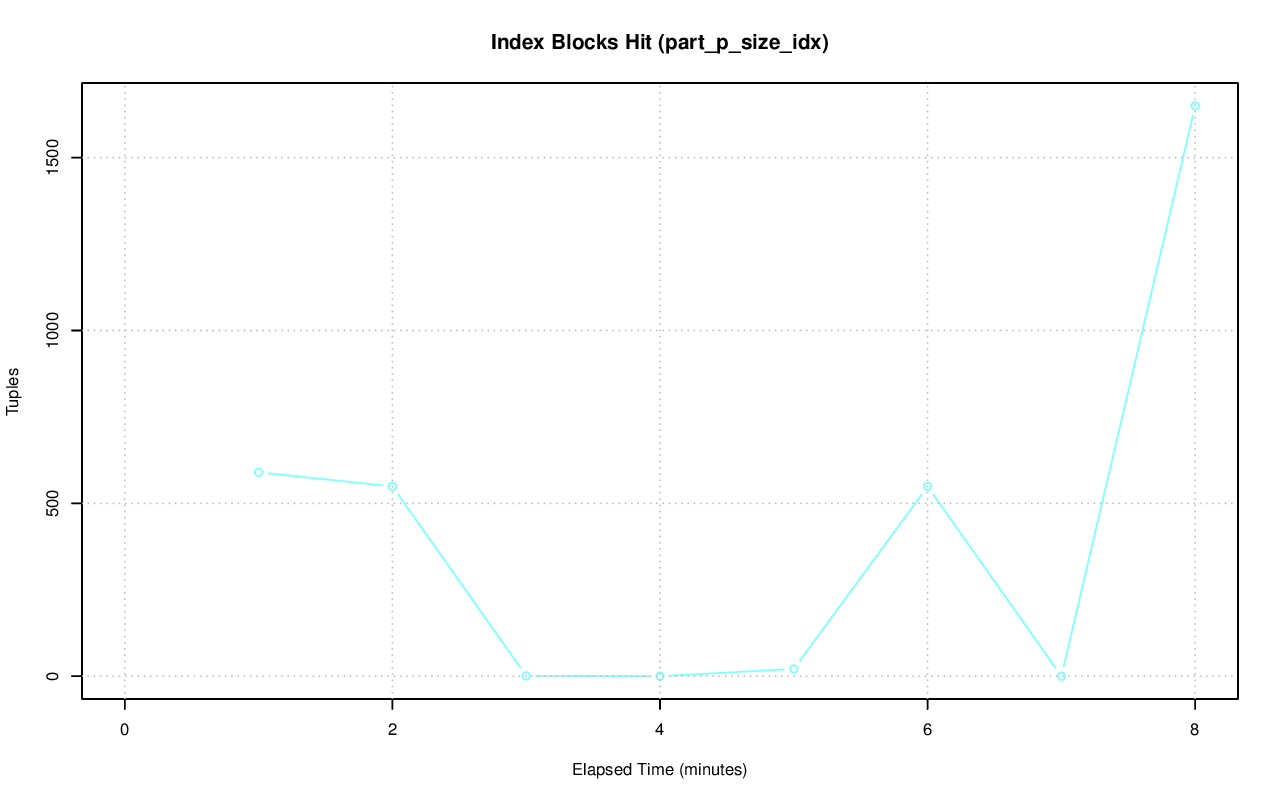 Index Blocks Hit (part_p_size_idx)
1500
1000
500
0
Tuples
0 2 4 6 8
Elapsed Time (minutes)